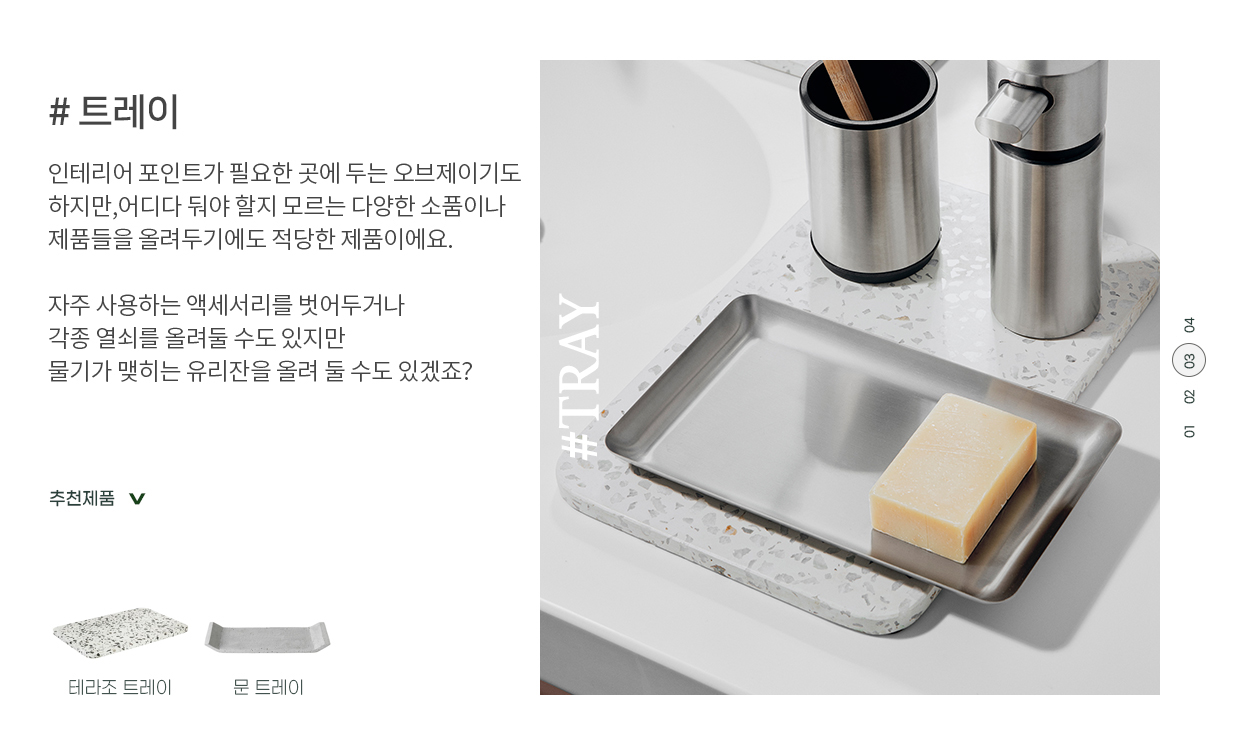 # 트레이
인테리어 포인트가 필요한 곳에 두는 오브제이기도
하지만,어디다 둬야 할지 모르는 다양한 소품이나
제품들을 올려두기에도 적당한 제품이에요.
자주 사용하는 액세서리를 벗어두거나
각종 열쇠를 올려둘 수도 있지만
물기가 맺히는 유리잔을 올려 둘 수도 있겠죠?
추천제품
테라조 트레이
문 트레이
#TRAY
04
03
02
01